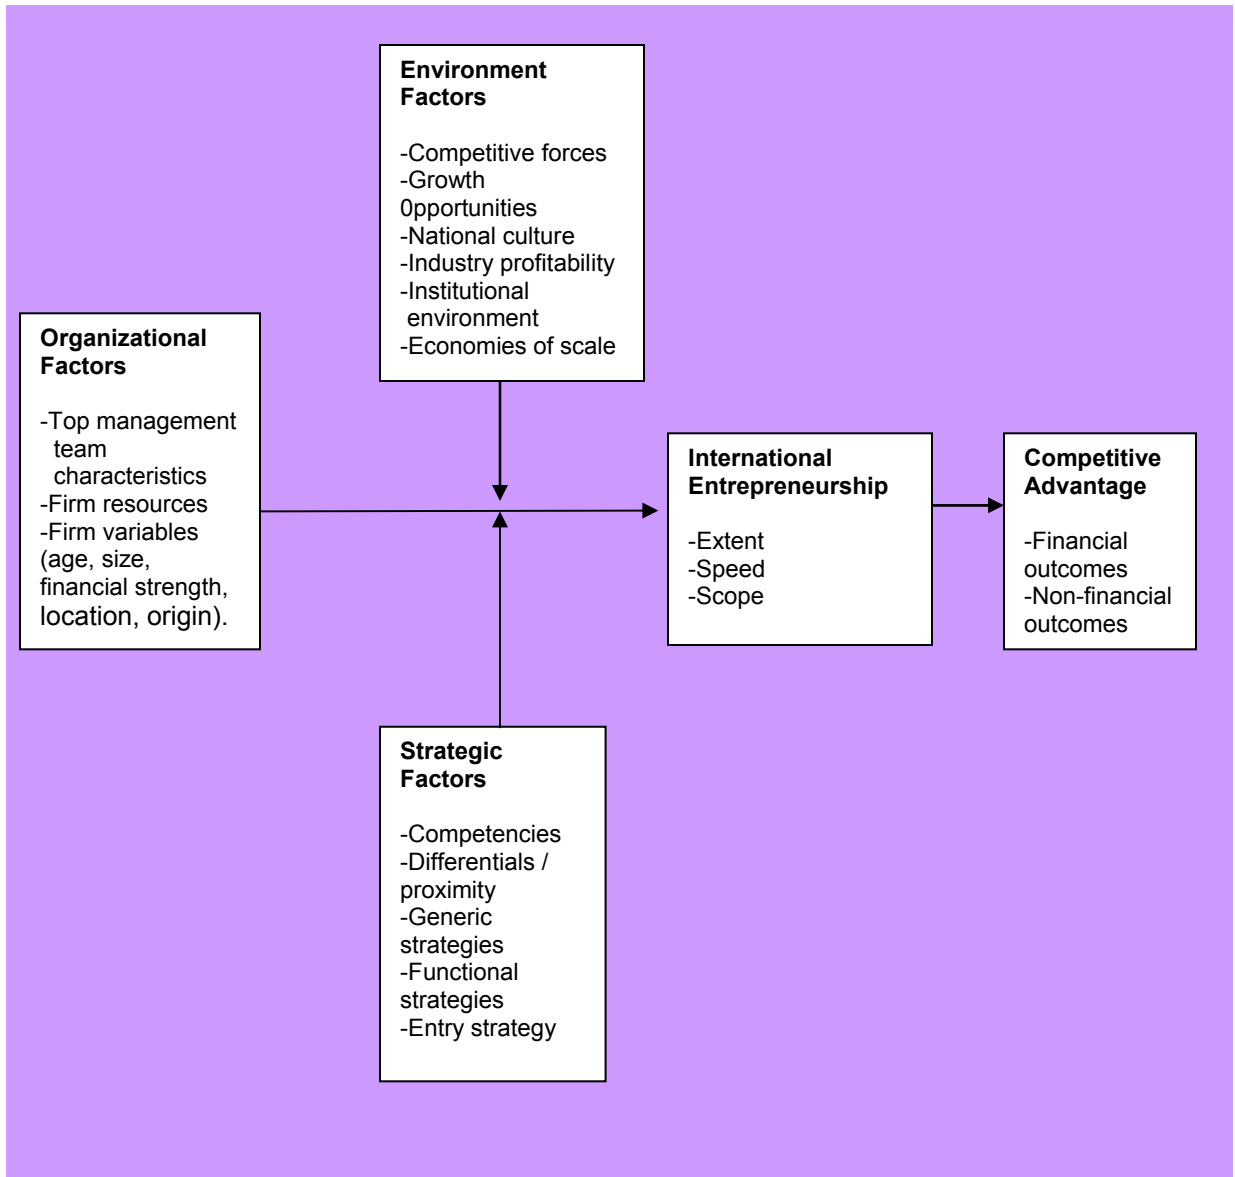 Environment
Factors
-Competitive forces
-Growth
0pportunities
-National culture
-Industry profitability
-Institutional
environment
-Economies of scale
Organizational
Factors
-Top management
team
characteristics
-Firm resources
-Firm variables
(age, size,
financial strength,
location, origin).
International
Entrepreneurship
-Extent
-Speed
-Scope
Competitive
Advantage
-Financial
outcomes
-Non-financial
outcomes
Strategic
Factors
-Competencies
-Differentials /
proximity
-Generic
strategies
-Functional
strategies
-Entry strategy